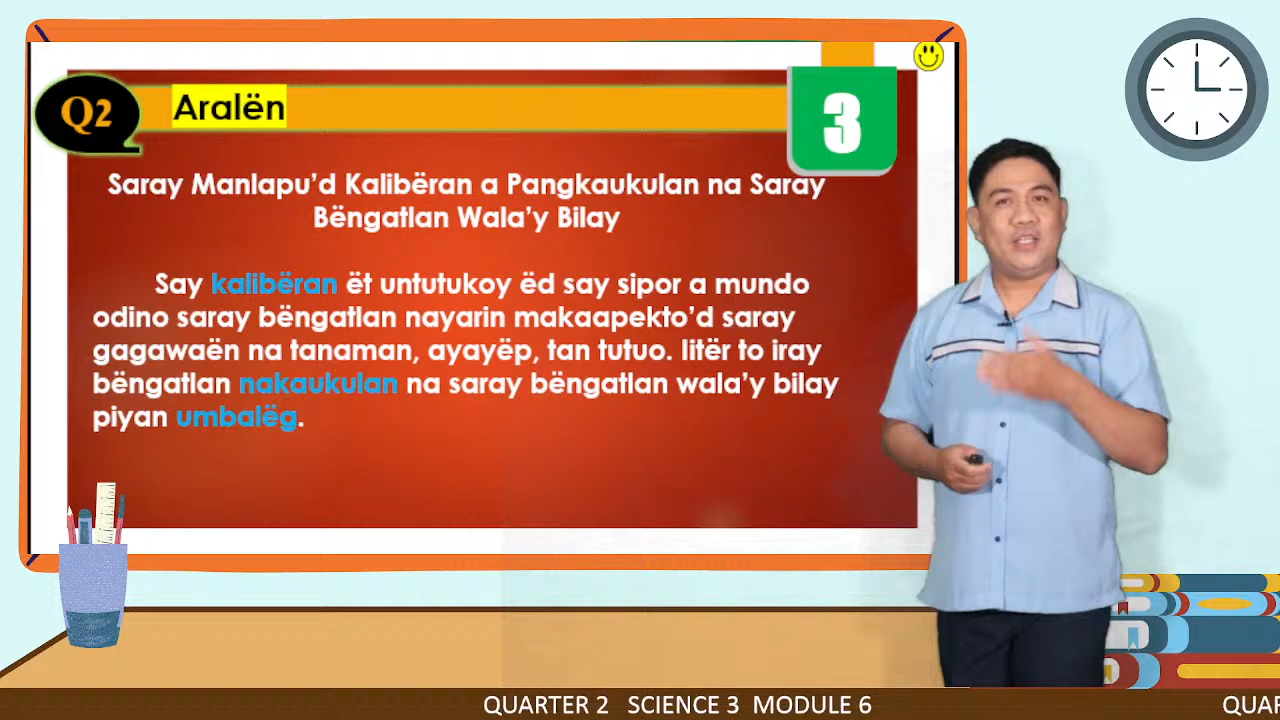 Q2
Aralën
3
Saray Manlapu’d Kalibëran a Pangkaukulan na Saray
Bëngatlan Wala’y Bilay
Say kalibëran ët untutukoy ëd say sipor a mundo
odino saray bëngatlan nayarin makaapekto’d saray
gagawaën na tanaman, ayayëp, tan tutuo. Iitër to iray
bëngatlan nakaukulan na saray bëngatlan wala’y bilay
piyan umbalëg.
QUARTER 2 SCIENCE 3 MODULE 6
QUAR